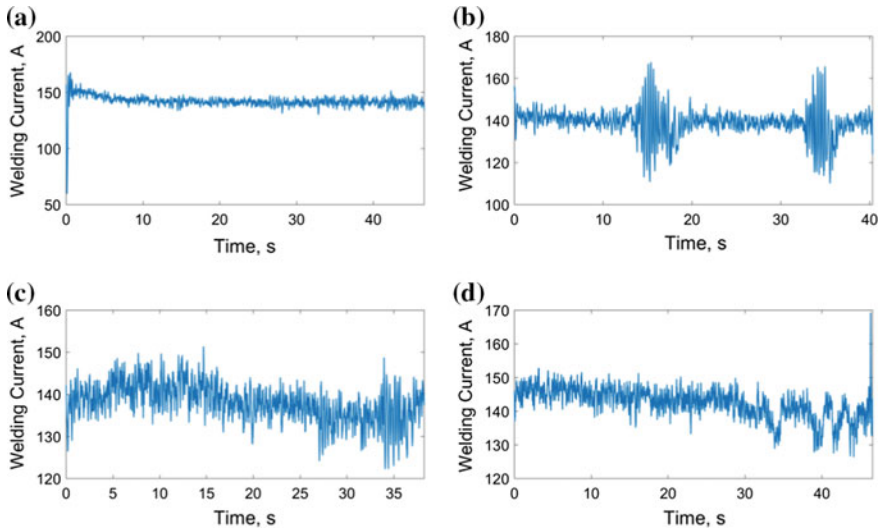 (a)
200
150
100
50
Welding Current, A
0 10 20 30 40
Time, s
(b)
180
160
140
120
100
Welding Current, A
0 10 20 30 40
Time, s
(c)
160
150
140
130
120
Welding Current, A
0 5 10 15 20 25 30 35
Time, s
(d)
170
160
150
140
130
120
Welding Current, A
0 10 20 30 40
Time, s